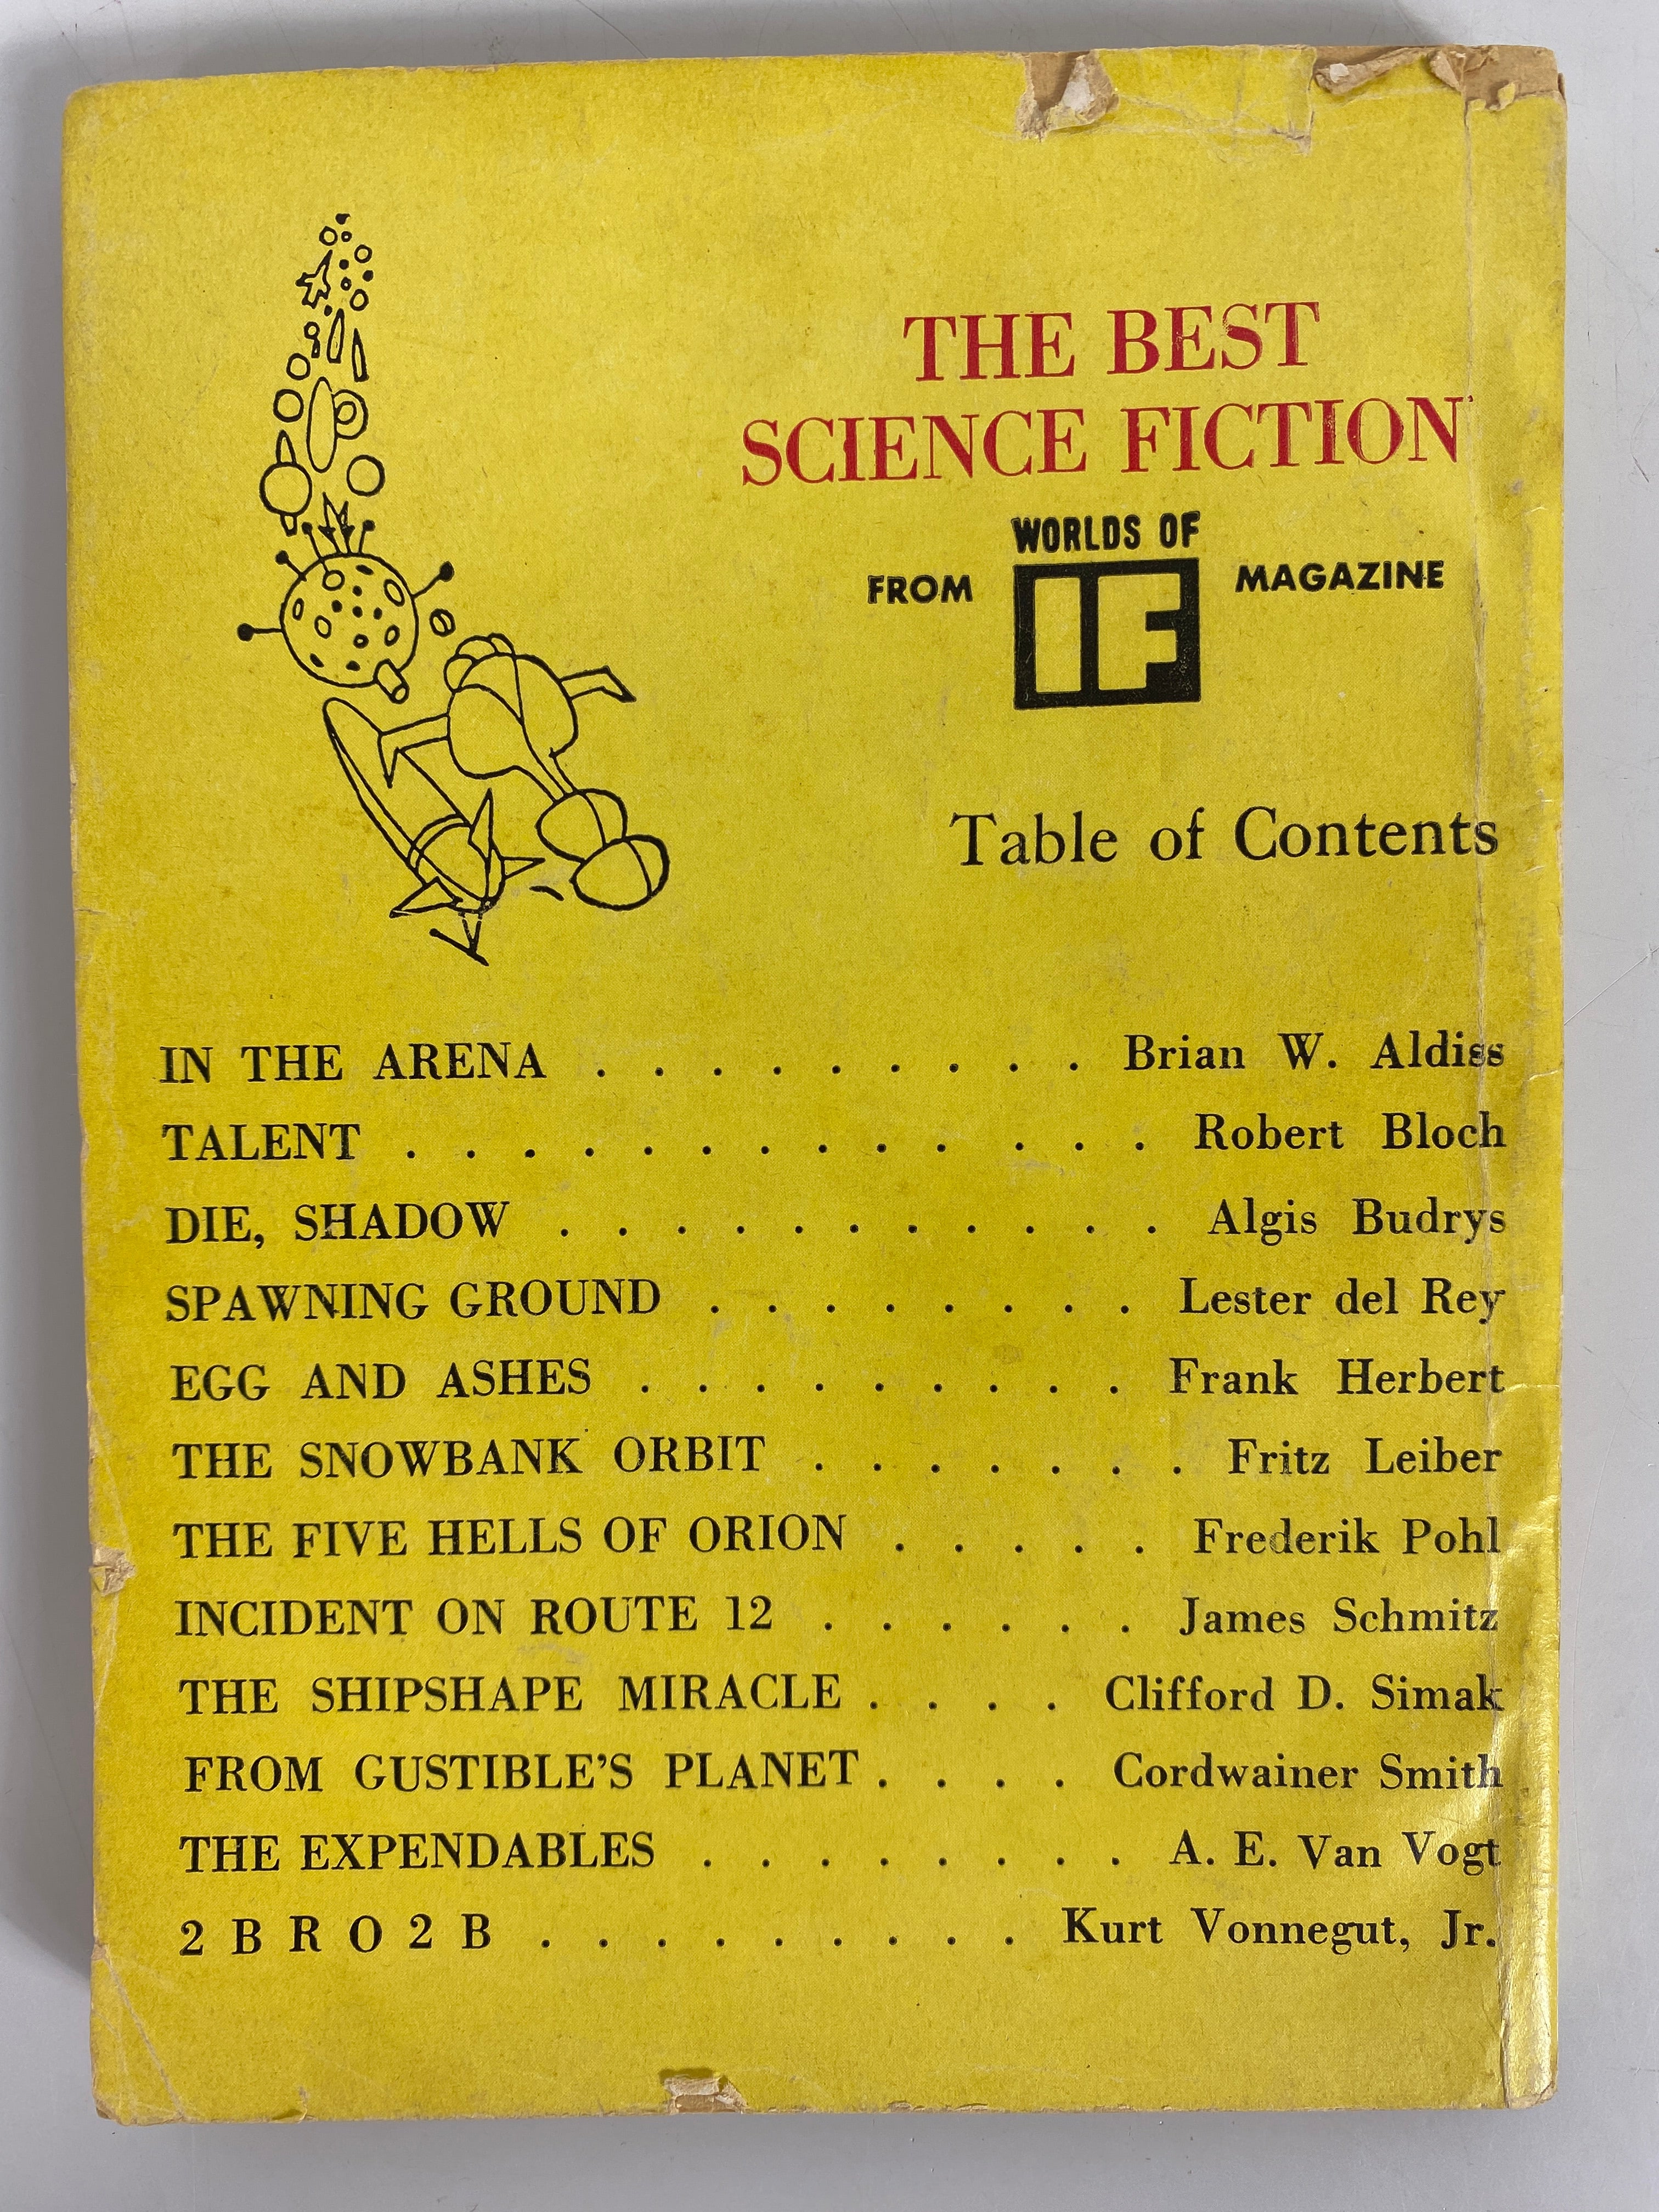 THE BEST
SCIENCE FICTION
WORLDS OF
FROM IF MAGAZINE
Table of Contents
IN THE ARENA . . . . . . . . . Brian W. Aldiss
TALENT . . . . . . . . . . . . . Robert Bloch
DIE, SHADOW . . . . . . . . . . . Algis Budrys
SPAWNING GROUND . . . . . . . . Lester del Rey
EGG AND ASHES . . . . . . . . . Frank Herbert
THE SNOWBANK ORBIT . . . . . . . Fritz Leiber
THE FIVE HELLS OF ORION . . . . . Frederik Pohl
INCIDENT ON ROUTE 12 . . . . . . James Schmitz
THE SHIPSHAPE MIRACLE . . . . Clifford D. Simak
FROM GUSTIBLE'S PLANET . . . . Cordwainer Smith
THE EXPENDABLES . . . . . . . . A. E. Van Vogt
2 B R O 2 B . . . . . . . . . Kurt Vonnegut, Jr.